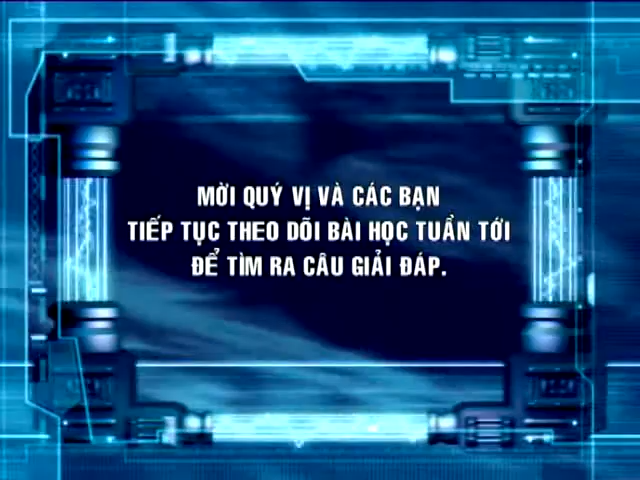 MỜI QUÝ VỊ VÀ CÁC BẠN
TIẾP TỤC THEO DÕI BÀI HỌC TUẦN TỚI
ĐỂ TÌM RA CÂU GIẢI ĐÁP.